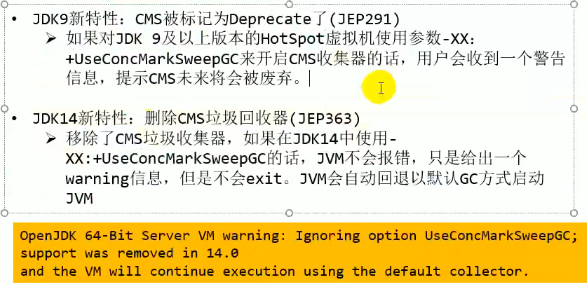 • JDK9新特性：CMS被标记为Deprecate了(JEP291)
➢ 如果对JDK 9及以上版本的HotSpot虚拟机使用参数-XX：
+UseConcMarkSweepGC来开启CMS收集器的话，用户会收到一个警告
信息，提示CMS未来将会被废弃。
• JDK14新特性：删除CMS垃圾回收器(JEP363)
➢ 移除了CMS垃圾收集器，如果在JDK14中使用-
XX:+UseConcMarkSweepGC的话，JVM不会报错，只是给出一个
warning信息，但是不会exit。JVM会自动回退以默认GC方式启动
JVM
OpenJDK 64-Bit Server VM warning: Ignoring option UseConcMarkSweepGC;
support was removed in 14.0
and the VM will continue execution using the default collector.